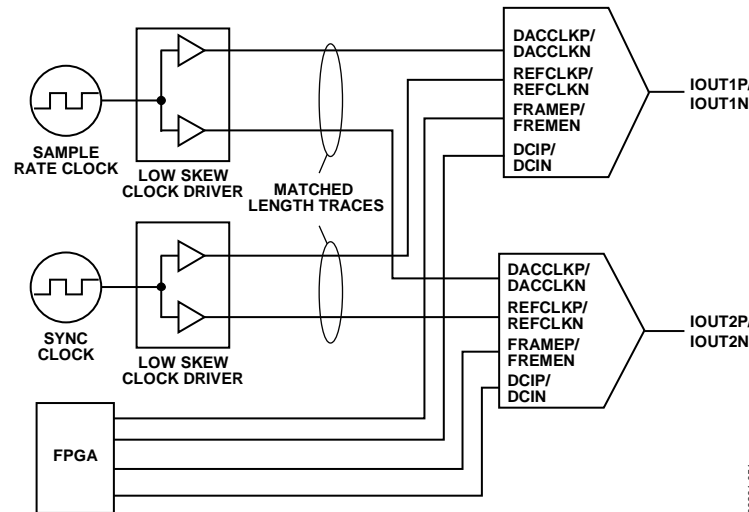 DACCLKP/
DACCLKN
REFCLKP/
REFCLKN
FRAMEP/
FREMEN
DCIP/
DCIN
IOUT1P/
IOUT1N
SAMPLE
RATE CLOCK
LOW SKEW
CLOCK DRIVER
MATCHED
LENGTH TRACES
DACCLKP/
DACCLKN
REFCLKP/
REFCLKN
FRAMEP/
FREMEN
DCIP/
DCIN
IOUT2P/
IOUT2N
SYNC
CLOCK
LOW SKEW
CLOCK DRIVER
FPGA